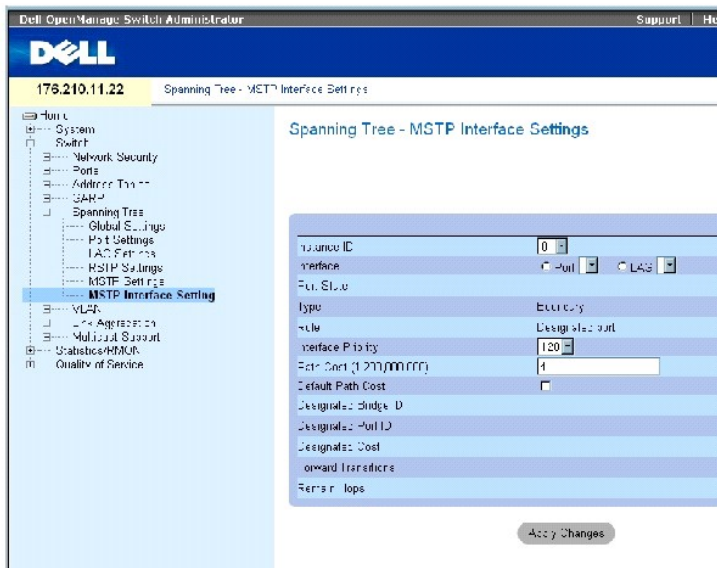 Dell OpenManage Switch Administrator
Support
DELL
176.210.11.22
Spanning Tree - MSTP Interface Settings
Home
System
Switch
Network Security
Ports
Address Tables
GARP
Spanning Tree
Global Settings
Port Settings
LAG Settings
RSTP Settings
MSTP Settings
MSTP Interface Setting
VLAN
Link Aggregation
Multicast Support
Statistics/RMON
Quality of Service
Spanning Tree - MSTP Interface Settings
Instance ID 0
Interface Port LAG
Port State
Type Boundary
Role Designated port
Interface Priority 120
Path Cost (1-200,000,000) 4
Default Path Cost
Designated Bridge ID
Designated Port ID
Designated Cost
Forward Transitions
Remain Hops
Apply Changes